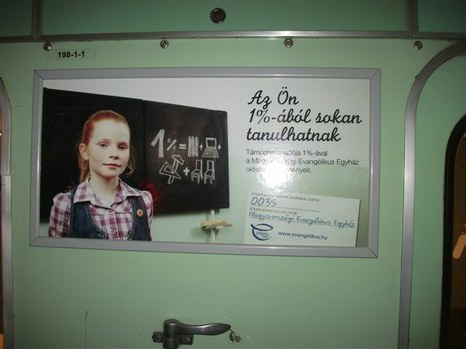 198-1-1
1% =
+
+
Az Ön
1%-ából sokan
tanulhatnak
Támogassa adója 1%-ával
a Magyarországi Evangélikus Egyház
0035
Magyarországi Evangélikus Egyház
www.evangelikus.hu